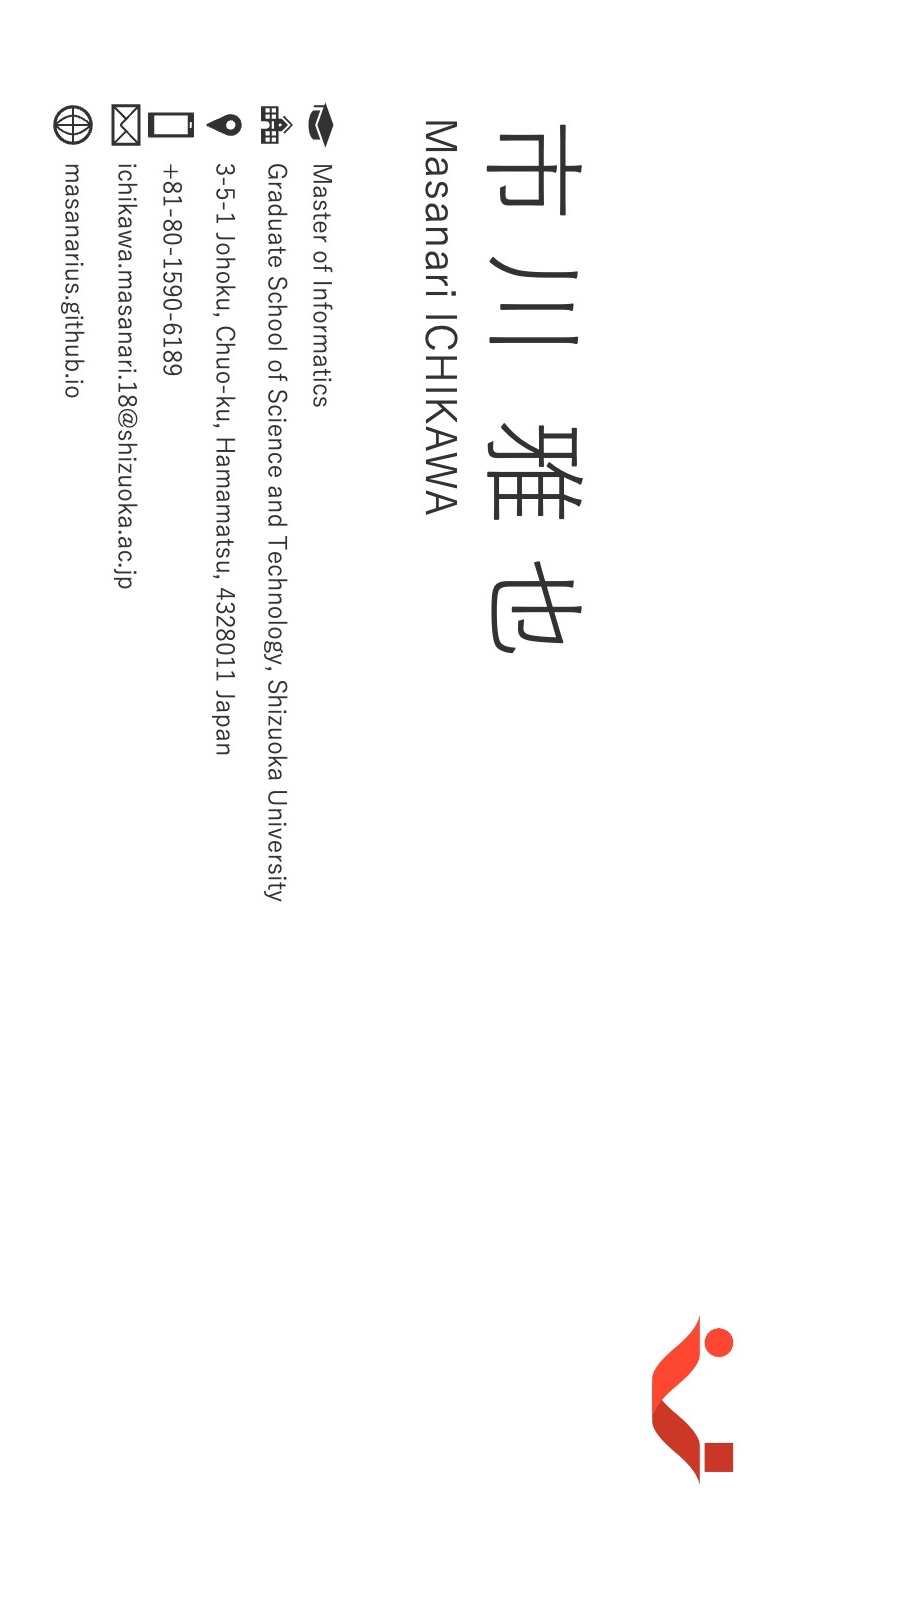 市川 雅也
Masanari ICHIKAWA
Master of Informatics
Graduate School of Science and Technology, Shizuoka University
3-5-1 Johoku, Chuo-ku, Hamamatsu, 4328011 Japan
+81-80-1590-6189
ichikawa.masanari.18@shizuoka.ac.jp
masanarius.github.io